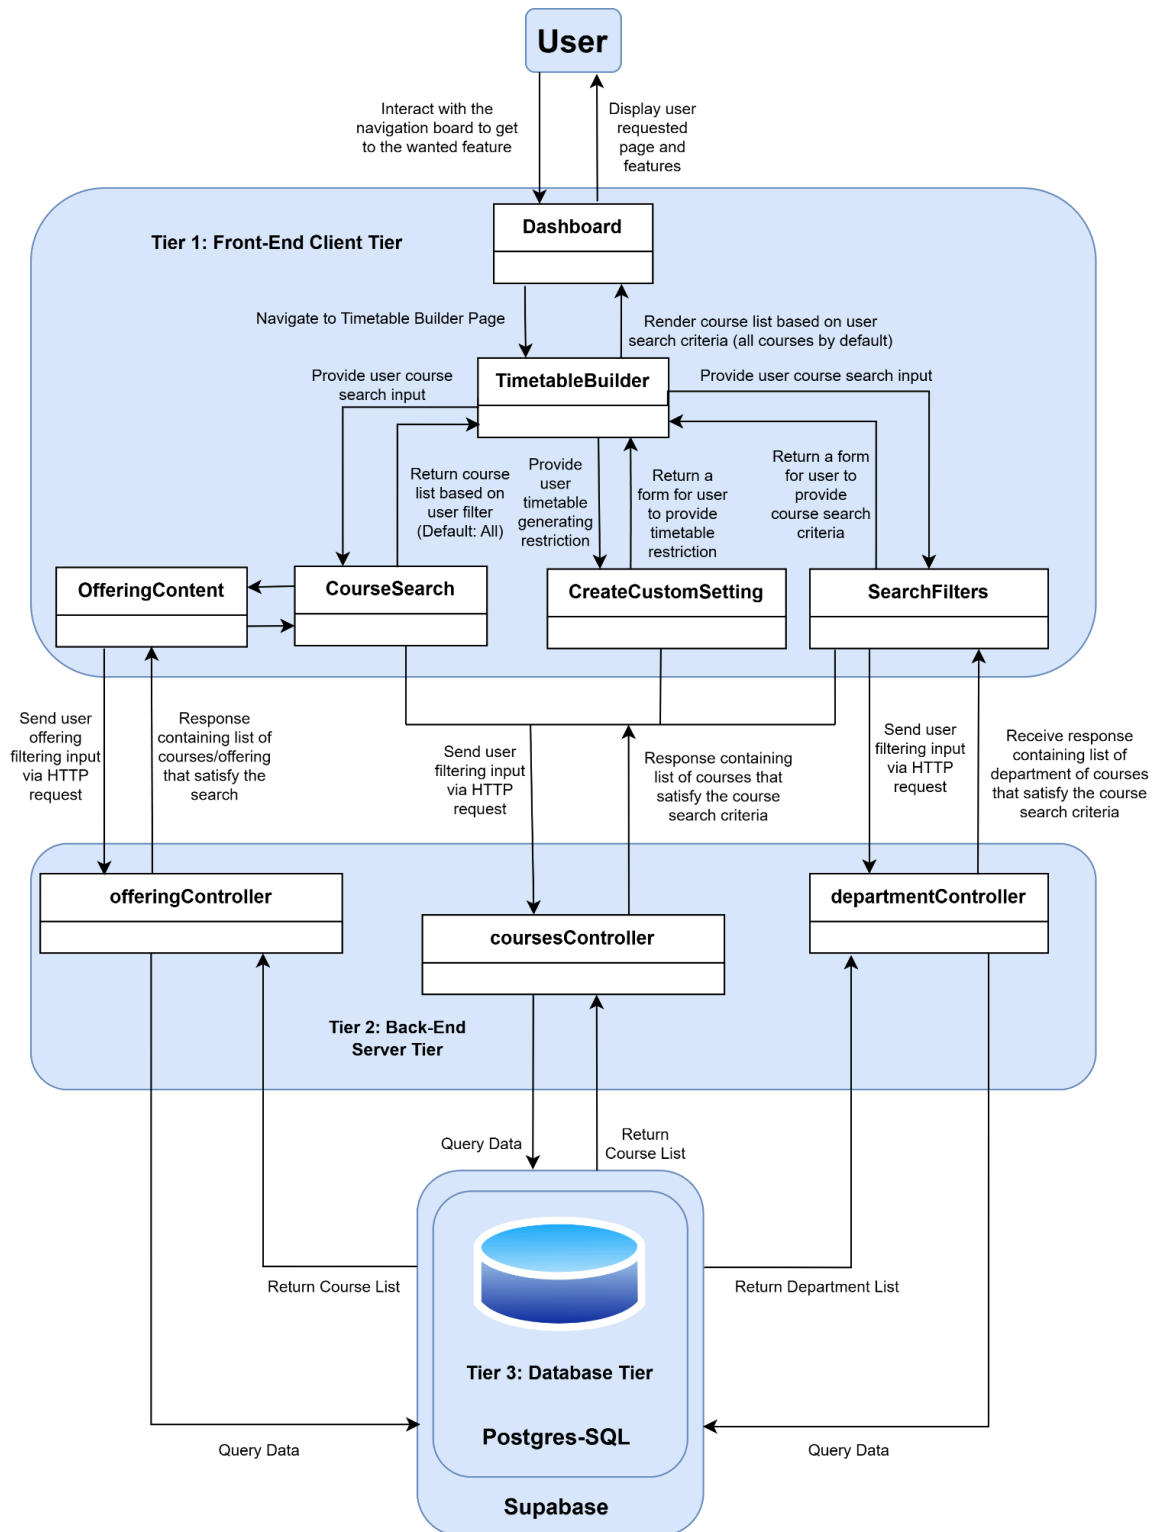 User
Interact with the
navigation board to get
to the wanted feature
Display user
requested
page and
features
Tier 1: Front-End Client Tier
Dashboard
Navigate to Timetable Builder Page
Render course list based on user
search criteria (all courses by default)
TimetableBuilder
Provide user course
search input
Provide user course search input
Return course
list based on
user filter
(Default: All)
Provide
user
timetable
generating
restriction
Return a
form for user
to provide
timetable
restriction
Return a form
for user to
provide
course search
criteria
OfferingContent
CourseSearch
CreateCustomSetting
SearchFilters
Send user
offering
filtering input
via HTTP
request
Response
containing list of
courses/offering
that satisfy the
search
Send user
filtering input
via HTTP
request
Response containing
list of courses that
satisfy the course
search criteria
Send user
filtering input
via HTTP
request
Receive response
containing list of
department of courses
that satisfy the course
search criteria
offeringController
coursesController
departmentController
Tier 2: Back-End
Server Tier
Query Data
Return
Course List
Return Course List
Return Department List
Tier 3: Database Tier
Postgres-SQL
Query Data
Query Data
Supabase